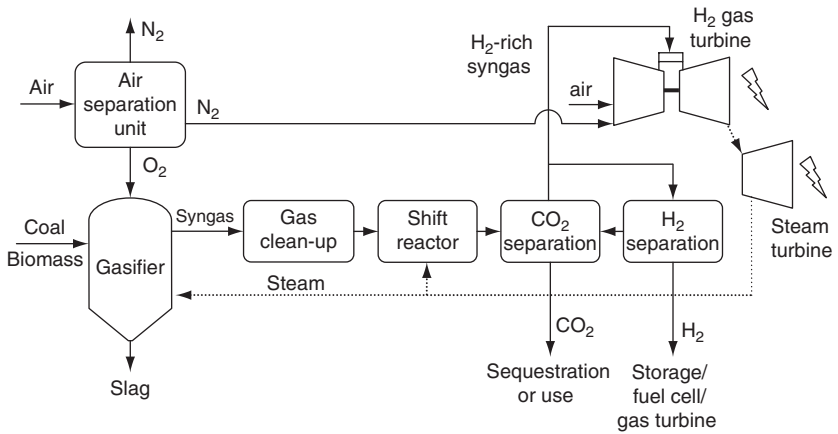 N₂
H₂-rich
syngas
H₂ gas
turbine
Air
Air
separation
unit
N₂
air
O₂
Steam
turbine
Coal
Biomass
Gasifier
Syngas
Gas
clean-up
Shift
reactor
CO₂
separation
H₂
separation
Steam
CO₂
H₂
Slag
Sequestration
or use
Storage/
fuel cell/
gas turbine